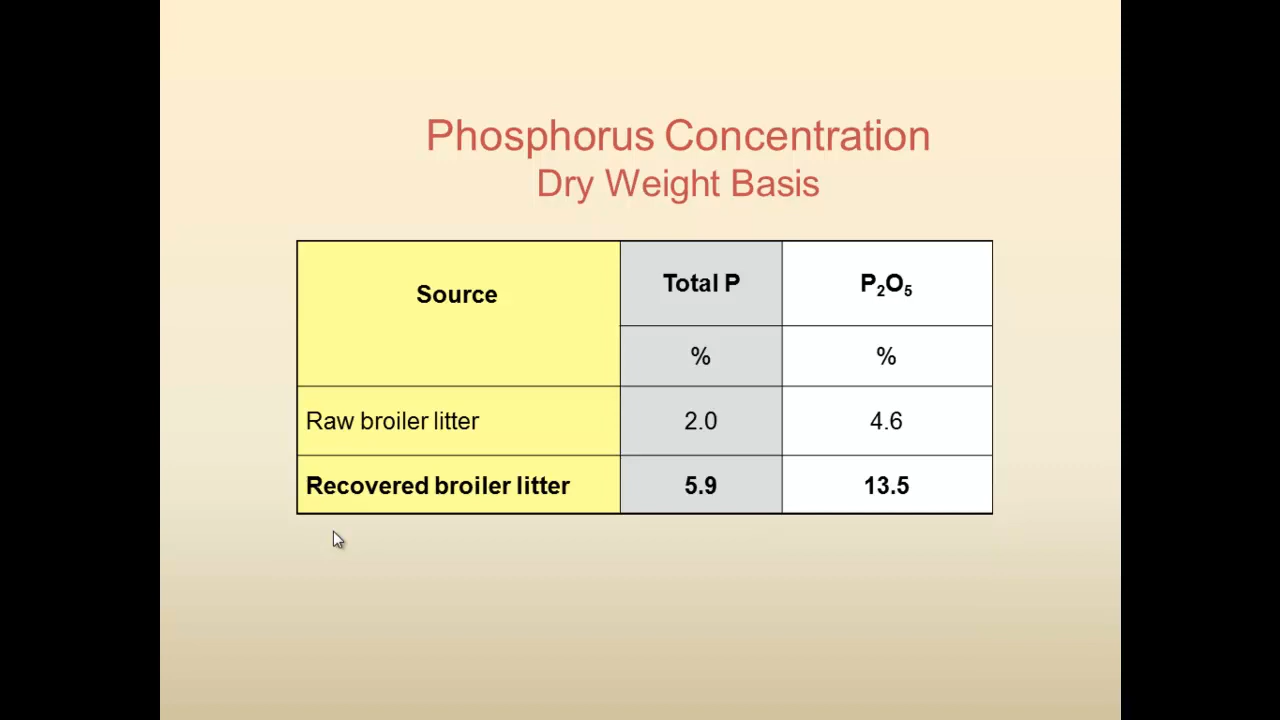 Phosphorus Concentration
Dry Weight Basis
Source Total P P₂O₅
% %
Raw broiler litter 2.0 4.6
Recovered broiler litter 5.9 13.5